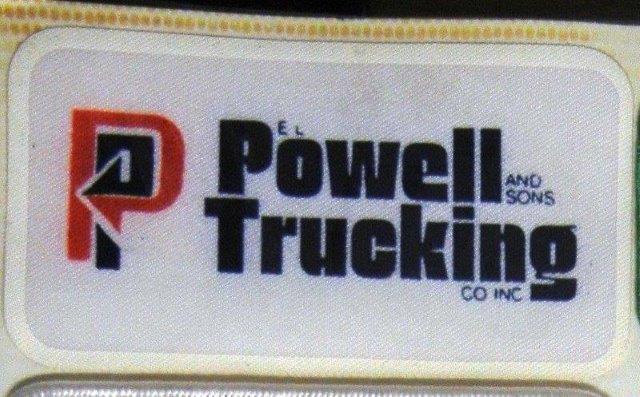 E L
Powell
AND
SONS
Trucking
CO INC